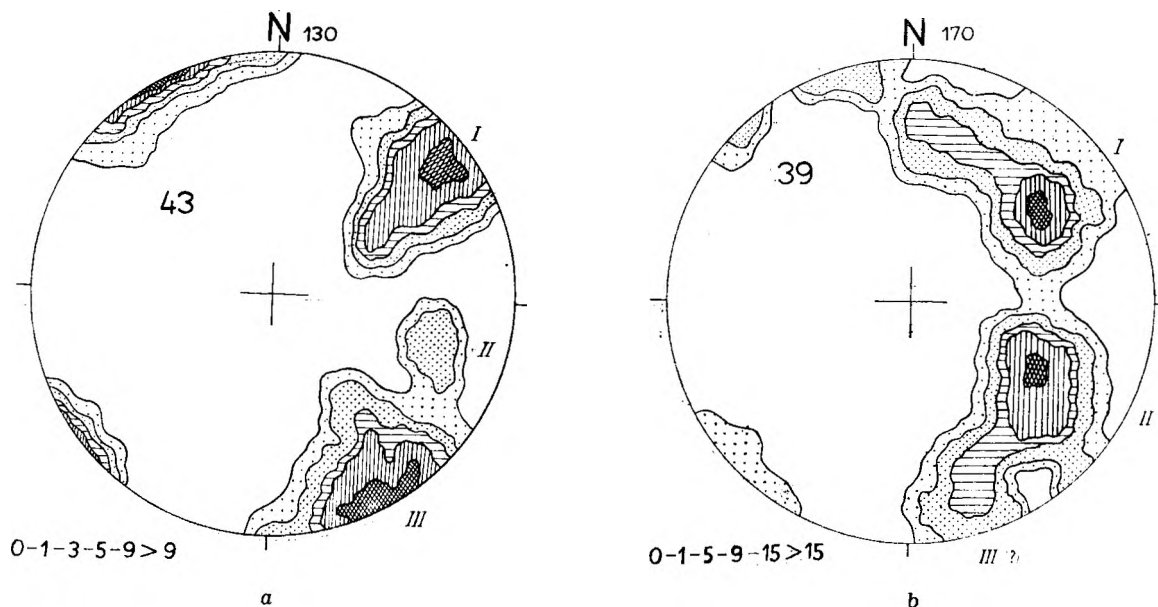 N 130
I
43
II
III
0-1-3-5-9>9
a
N 170
I
39
II
III ?
0-1-5-9-15>15
b